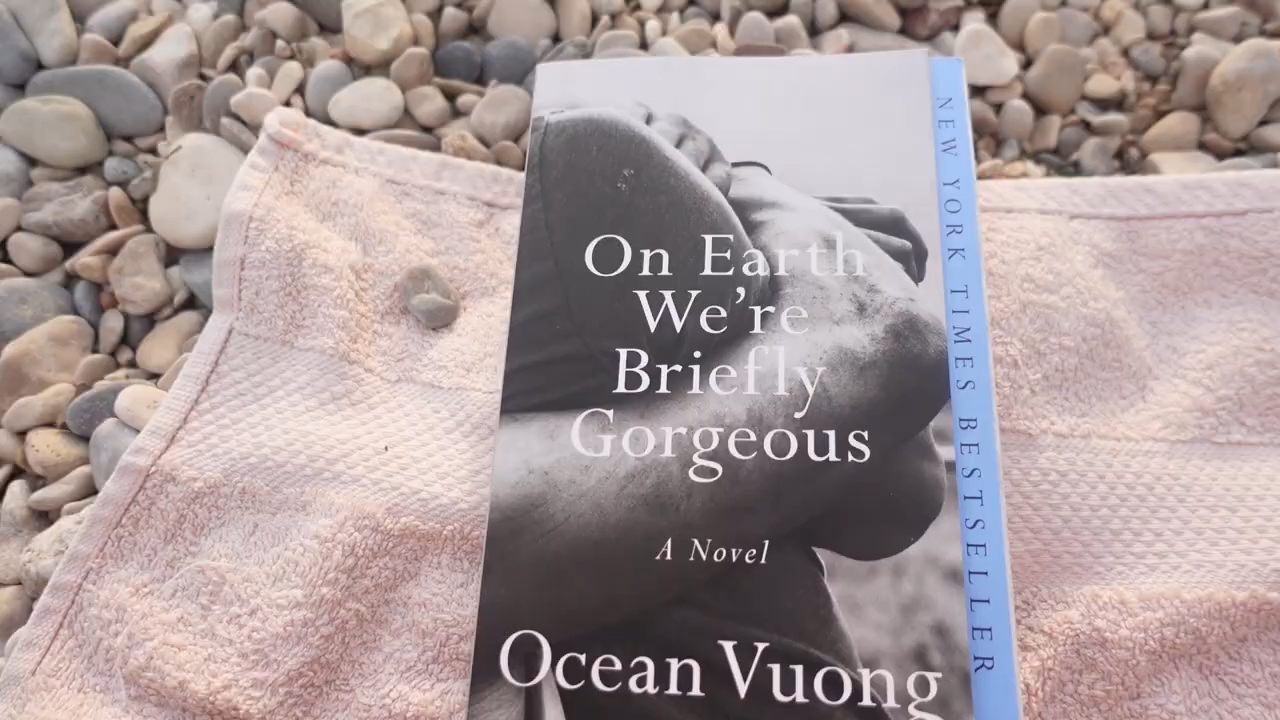 On Earth
We're
Briefly
Gorgeous
A Novel
Ocean Vuong
NEW YORK TIMES BESTSELLER